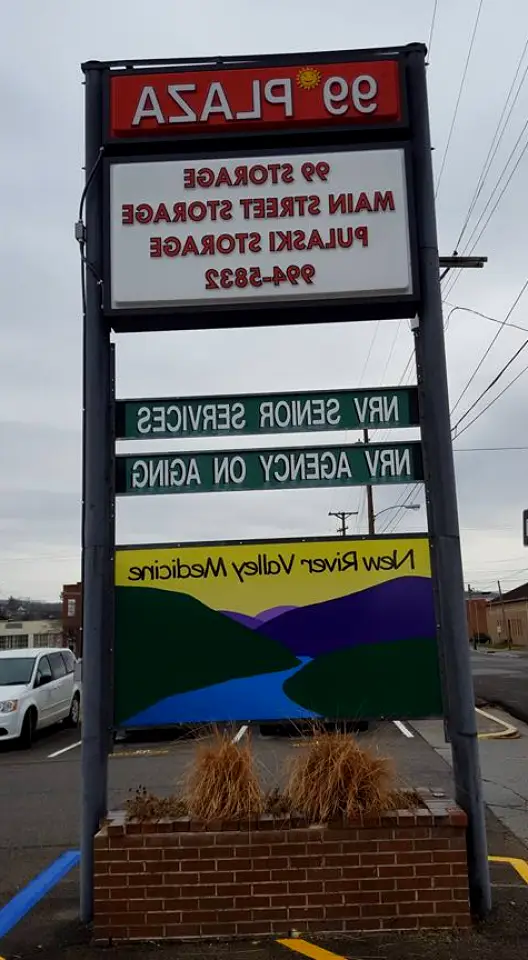 99 PLAZA
99 STORAGE
MAIN STREET STORAGE
PULASKI STORAGE
994-5832
NRV SENIOR SERVICES
NRV AGENCY ON AGING
New River Valley Medicine